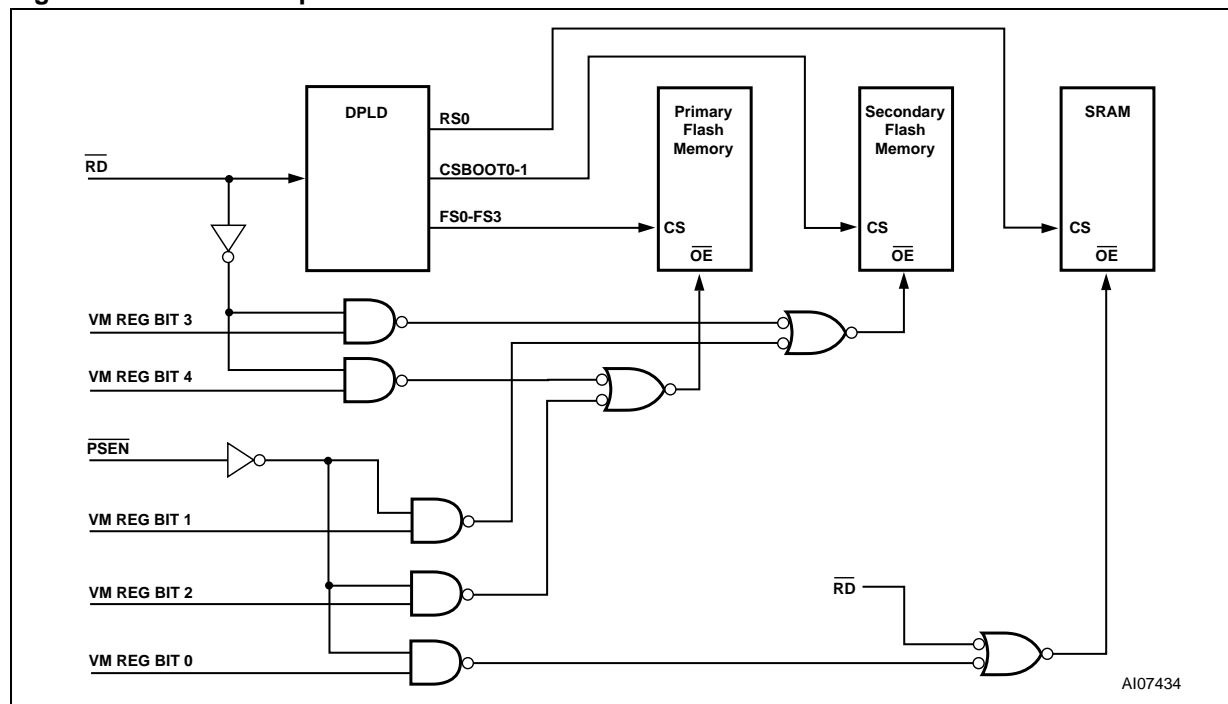 DPLD
RS0
CSBOOT0-1
FS0-FS3
Primary
Flash
Memory
CS
OE
Secondary
Flash
Memory
CS
OE
SRAM
CS
OE
RD
VM REG BIT 3
VM REG BIT 4
PSEN
VM REG BIT 1
VM REG BIT 2
VM REG BIT 0
RD
AI07434